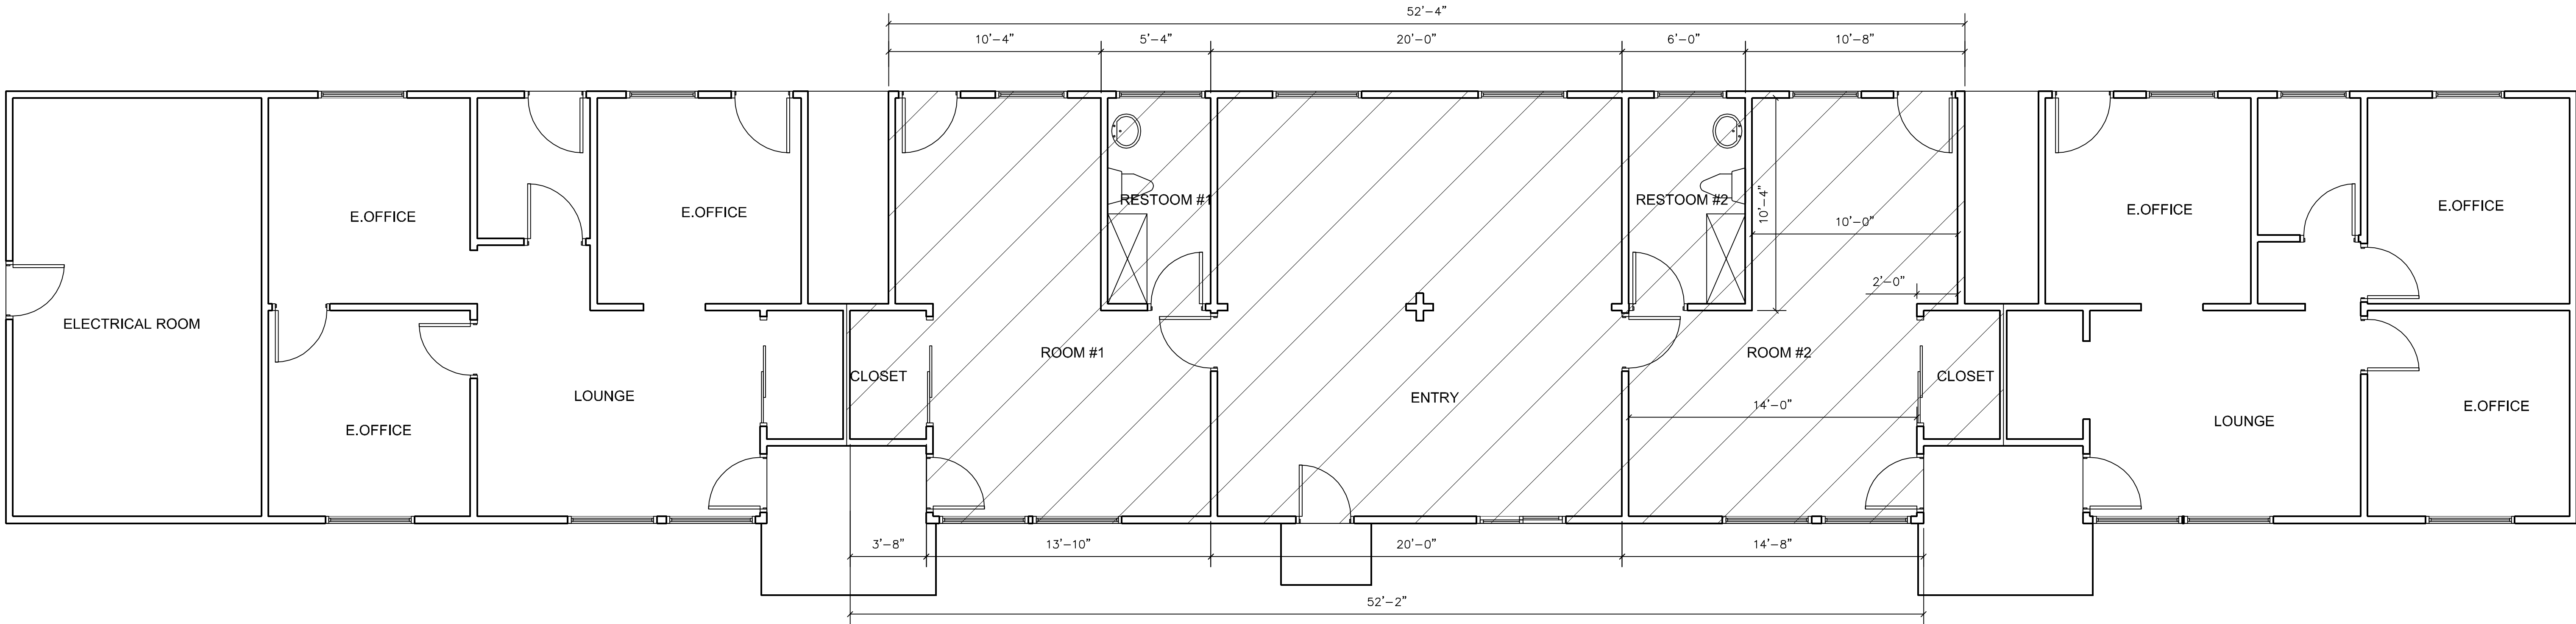 52'-4"
10'-4" 5'-4" 20'-0" 6'-0" 10'-8"
RESTOOM #1 RESTOOM #2 10'-4"
E.OFFICE E.OFFICE 10'-0" E.OFFICE E.OFFICE
2'-0"
ELECTRICAL ROOM
ROOM #1 ROOM #2
CLOSET CLOSET
LOUNGE ENTRY 14'-0"
E.OFFICE LOUNGE E.OFFICE
3'-8" 13'-10" 20'-0" 14'-8"
52'-2"